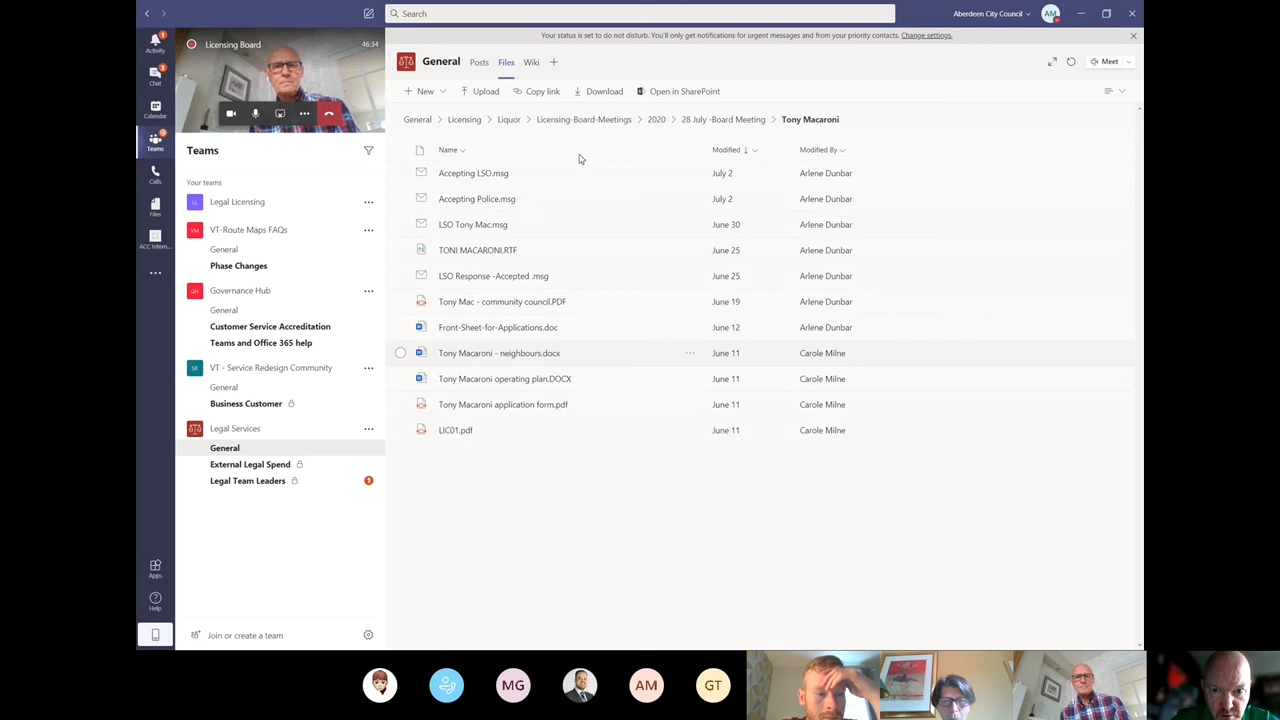 Search
Aberdeen City Council
AM
Your status is set to do not disturb. You'll only get notifications for urgent messages and from your priority contacts. Change settings.
Activity
1
Chat
3
Calendar
Teams
Calls
Files
ACC Intern...
Apps
Help
Licensing Board
46:34
Teams
Your teams
LL Legal Licensing
VM VT-Route Maps FAQs
General
Phase Changes
GH Governance Hub
General
Customer Service Accreditation
Teams and Office 365 help
SR VT - Service Redesign Community
General
Business Customer
Legal Services
General
External Legal Spend
Legal Team Leaders 1
Join or create a team
General Posts Files Wiki
Meet
New Upload Copy link Download Open in SharePoint
General > Licensing > Liquor > Licensing-Board-Meetings > 2020 > 28 July -Board Meeting > Tony Macaroni
Name Modified Modified By
Accepting LSO.msg July 2 Arlene Dunbar
Accepting Police.msg July 2 Arlene Dunbar
LSO Tony Mac.msg June 30 Arlene Dunbar
TONI MACARONI.RTF June 25 Arlene Dunbar
LSO Response -Accepted .msg June 25 Arlene Dunbar
Tony Mac - community council.PDF June 19 Arlene Dunbar
Front-Sheet-for-Applications.doc June 12 Arlene Dunbar
Tony Macaroni - neighbours.docx ... June 11 Carole Milne
Tony Macaroni operating plan.DOCX June 11 Carole Milne
Tony Macaroni application form.pdf June 11 Carole Milne
LIC01.pdf June 11 Carole Milne
MG AM GT